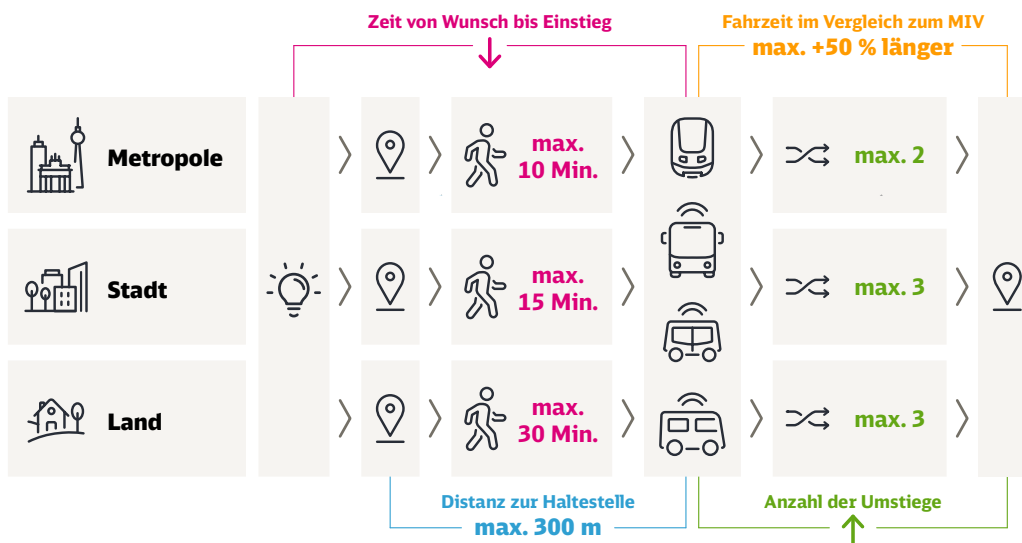 Zeit von Wunsch bis Einstieg
Fahrzeit im Vergleich zum MIV
max. +50 % länger
Metropole
max.
10 Min.
max. 2
Stadt
max.
15 Min.
max. 3
Land
max.
30 Min.
max. 3
Distanz zur Haltestelle
max. 300 m
Anzahl der Umstiege